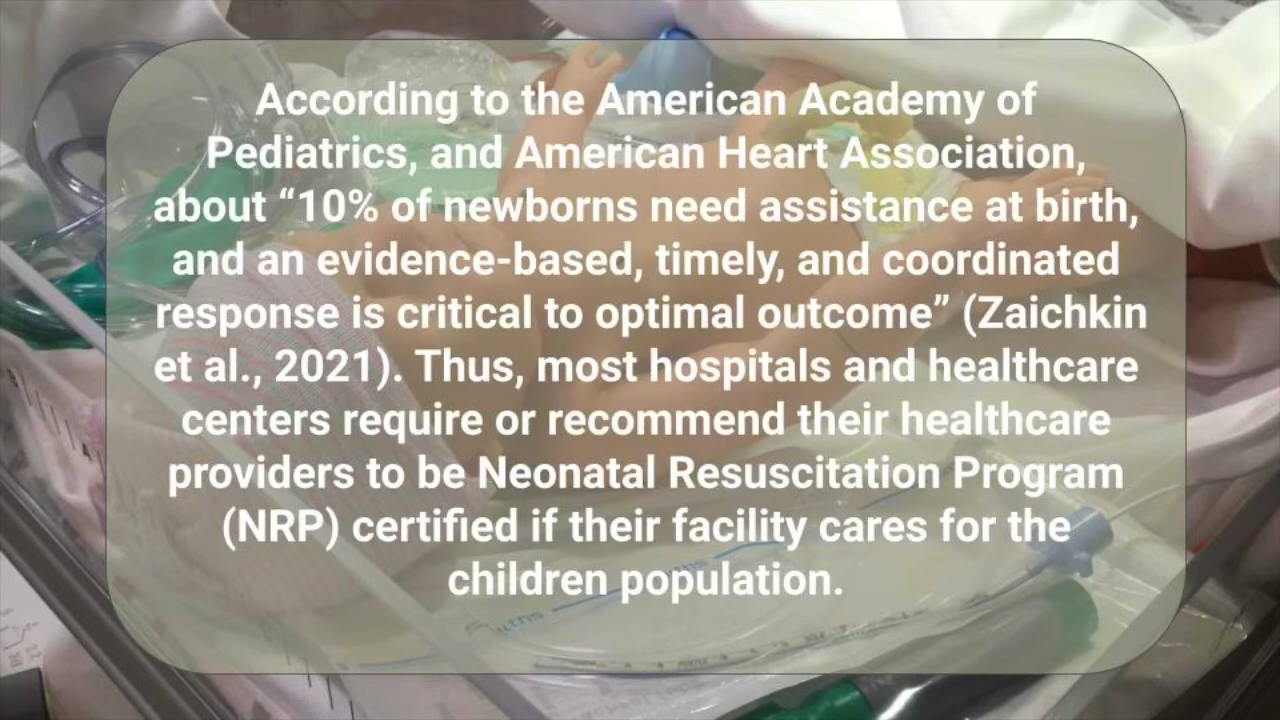 According to the American Academy of
Pediatrics, and American Heart Association,
about “10% of newborns need assistance at birth,
and an evidence-based, timely, and coordinated
response is critical to optimal outcome” (Zaichkin
et al., 2021). Thus, most hospitals and healthcare
centers require or recommend their healthcare
providers to be Neonatal Resuscitation Program
(NRP) certified if their facility cares for the
children population.